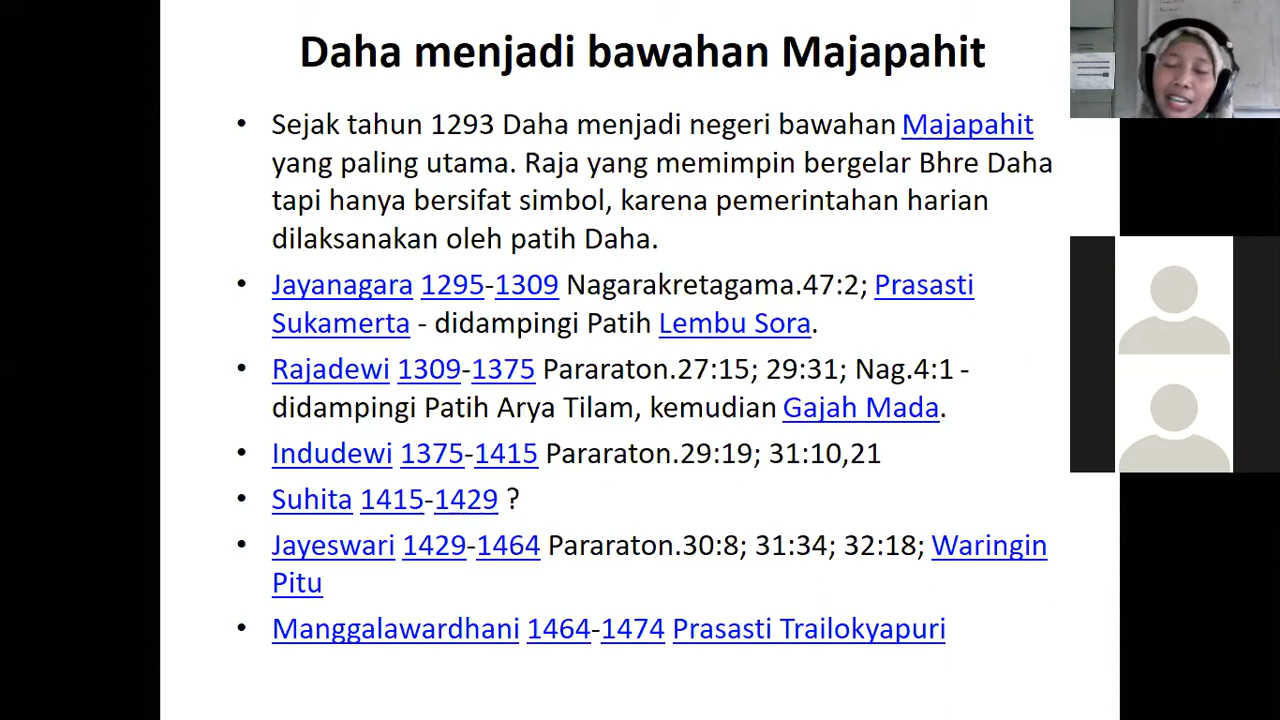 Daha menjadi bawahan Majapahit
• Sejak tahun 1293 Daha menjadi negeri bawahan Majapahit
yang paling utama. Raja yang memimpin bergelar Bhre Daha
tapi hanya bersifat simbol, karena pemerintahan harian
dilaksanakan oleh patih Daha.
• Jayanagara 1295-1309 Nagarakretagama.47:2; Prasasti
Sukamerta - didampingi Patih Lembu Sora.
• Rajadewi 1309-1375 Pararaton.27:15; 29:31; Nag.4:1 -
didampingi Patih Arya Tilam, kemudian Gajah Mada.
• Indudewi 1375-1415 Pararaton.29:19; 31:10,21
• Suhita 1415-1429 ?
• Jayeswari 1429-1464 Pararaton.30:8; 31:34; 32:18; Waringin
Pitu
• Manggalawardhani 1464-1474 Prasasti Trailokyapuri